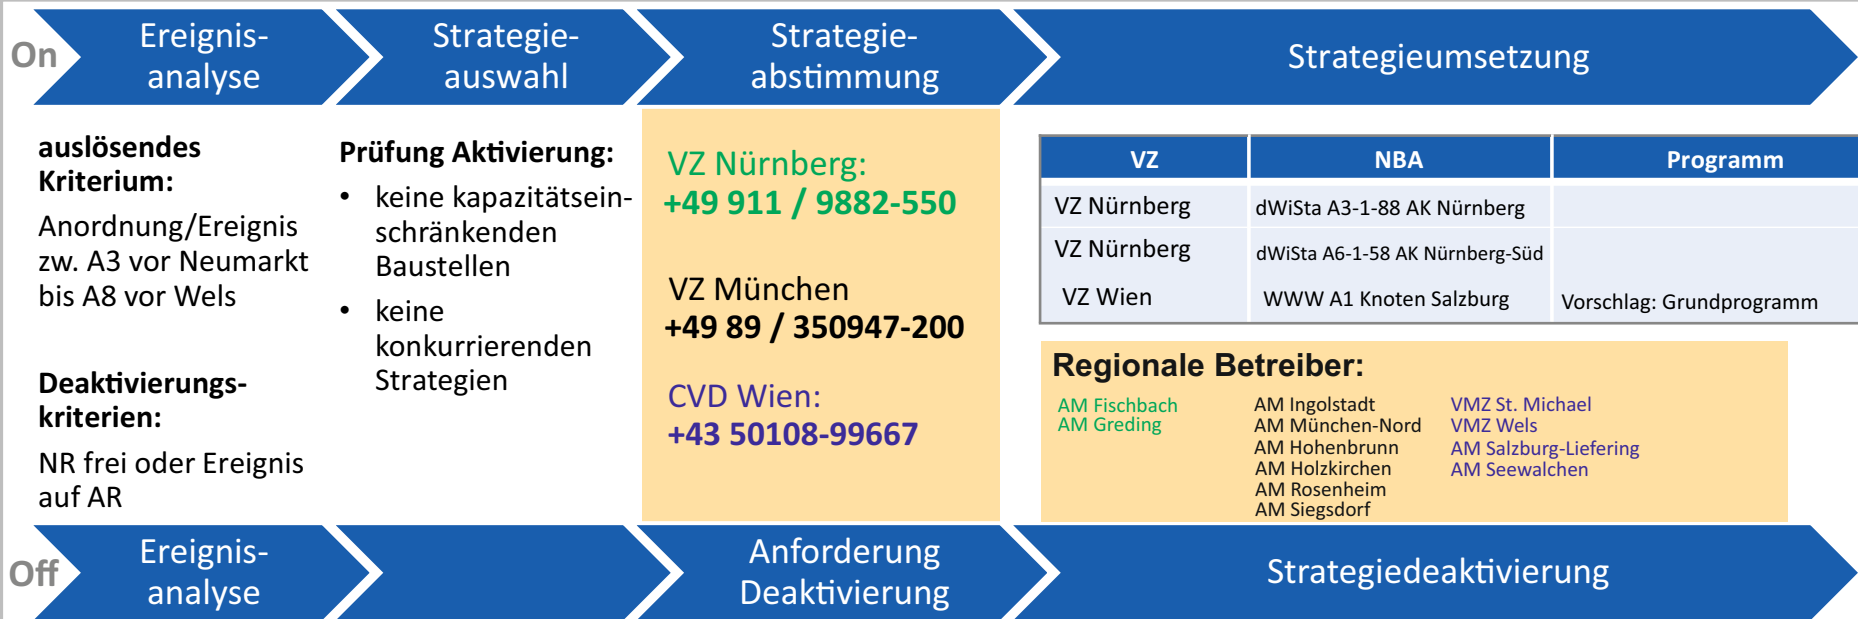 On
Ereignis-
analyse
Strategie-
auswahl
Strategie-
abstimmung
Strategieumsetzung
auslösendes
Kriterium:
Anordnung/Ereignis
zw. A3 vor Neumarkt
bis A8 vor Wels
Deaktivierungs-
kriterien:
NR frei oder Ereignis
auf AR
Prüfung Aktivierung:
• keine kapazitätsein-
schränkenden
Baustellen
• keine
konkurrierenden
Strategien
VZ Nürnberg:
+49 911 / 9882-550
VZ München
+49 89 / 350947-200
CVD Wien:
+43 50108-99667
VZ NBA Programm
VZ Nürnberg dWiSta A3-1-88 AK Nürnberg
VZ Nürnberg dWiSta A6-1-58 AK Nürnberg-Süd
VZ Wien WWW A1 Knoten Salzburg Vorschlag: Grundprogramm
Regionale Betreiber:
AM Fischbach
AM Greding
AM Ingolstadt
AM München-Nord
AM Hohenbrunn
AM Holzkirchen
AM Rosenheim
AM Siegsdorf
VMZ St. Michael
VMZ Wels
AM Salzburg-Liefering
AM Seewalchen
Off
Ereignis-
analyse
Anforderung
Deaktivierung
Strategiedeaktivierung